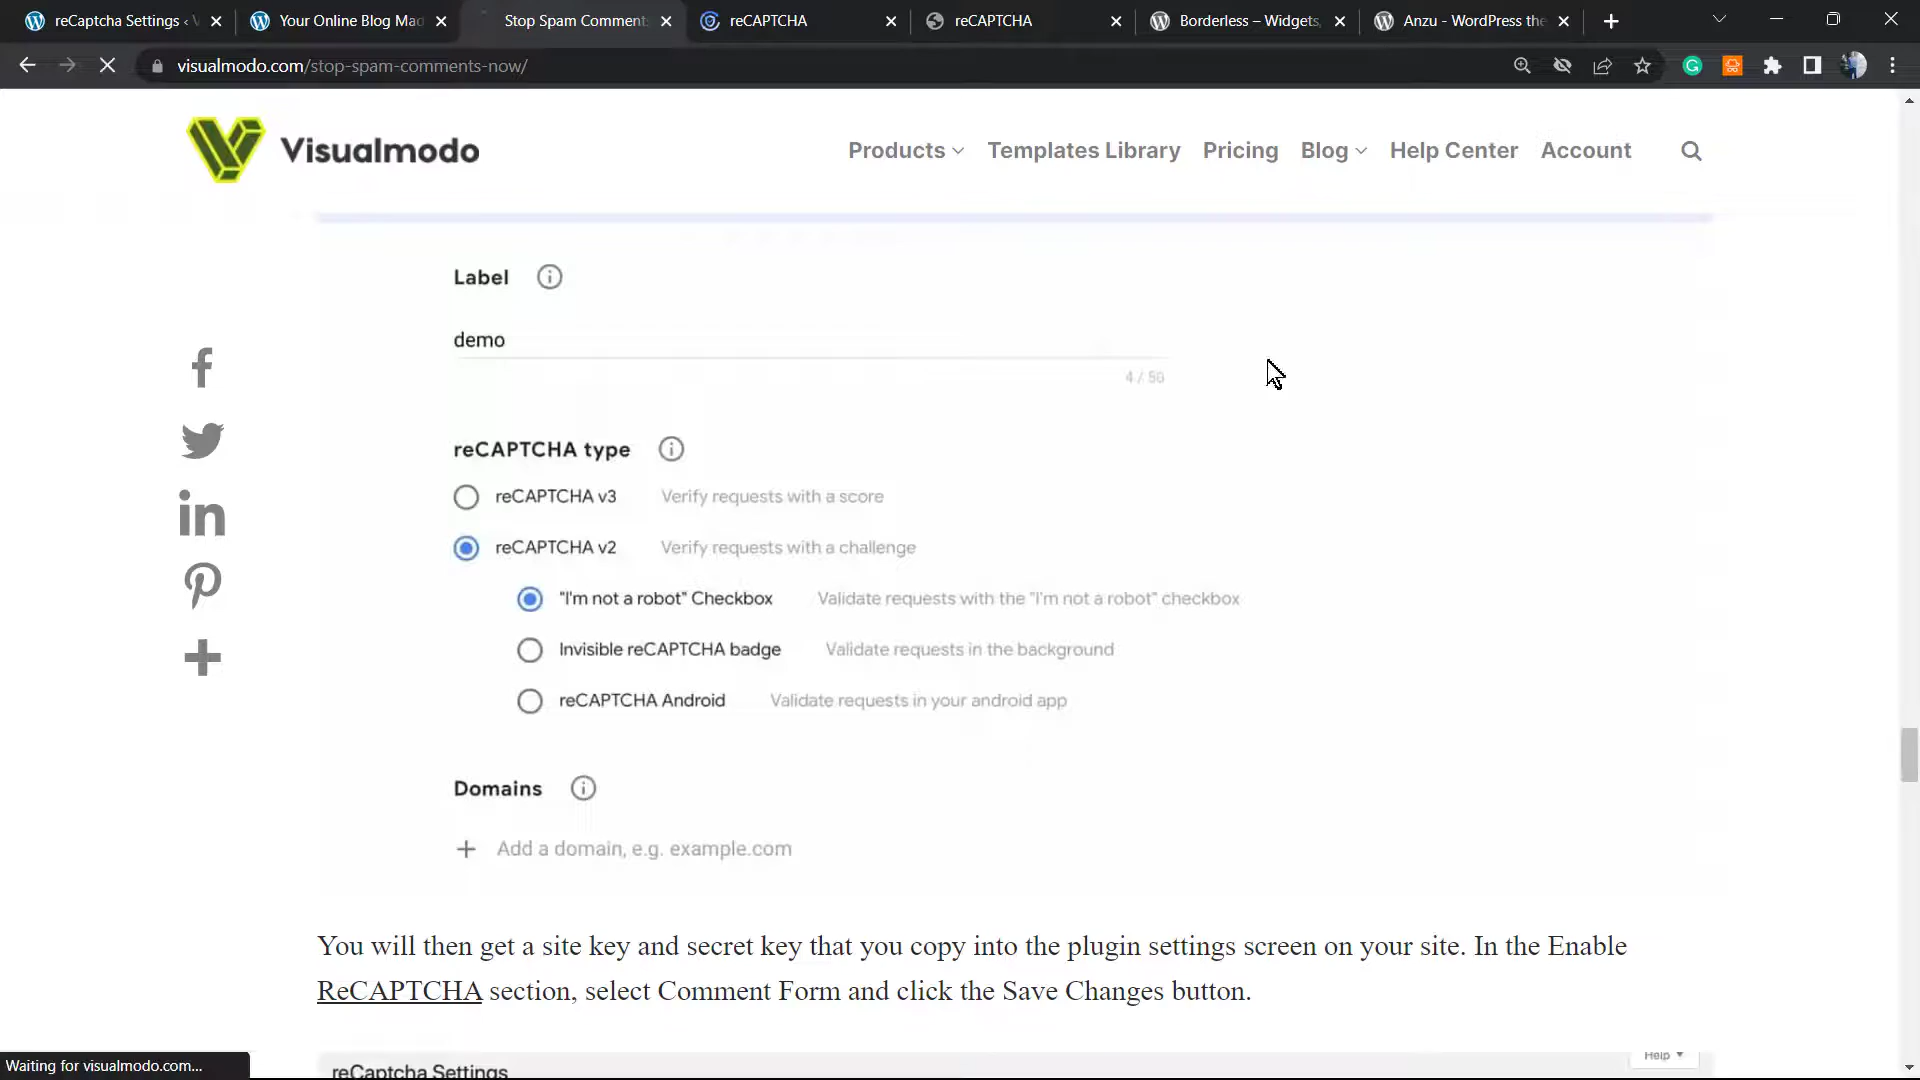 reCaptcha Settings ‹
Your Online Blog Mad
Stop Spam Comment
reCAPTCHA
reCAPTCHA
Borderless – Widgets,
Anzu - WordPress the
visualmodo.com/stop-spam-comments-now/
Visualmodo
Products
Templates Library
Pricing
Blog
Help Center
Account
Label
demo
4 / 50
reCAPTCHA type
reCAPTCHA v3 Verify requests with a score
reCAPTCHA v2 Verify requests with a challenge
"I'm not a robot" Checkbox Validate requests with the "I'm not a robot" checkbox
Invisible reCAPTCHA badge Validate requests in the background
reCAPTCHA Android Validate requests in your android app
Domains
Add a domain, e.g. example.com
You will then get a site key and secret key that you copy into the plugin settings screen on your site. In the Enable
ReCAPTCHA section, select Comment Form and click the Save Changes button.
Help
Waiting for visualmodo.com...
reCaptcha Settings